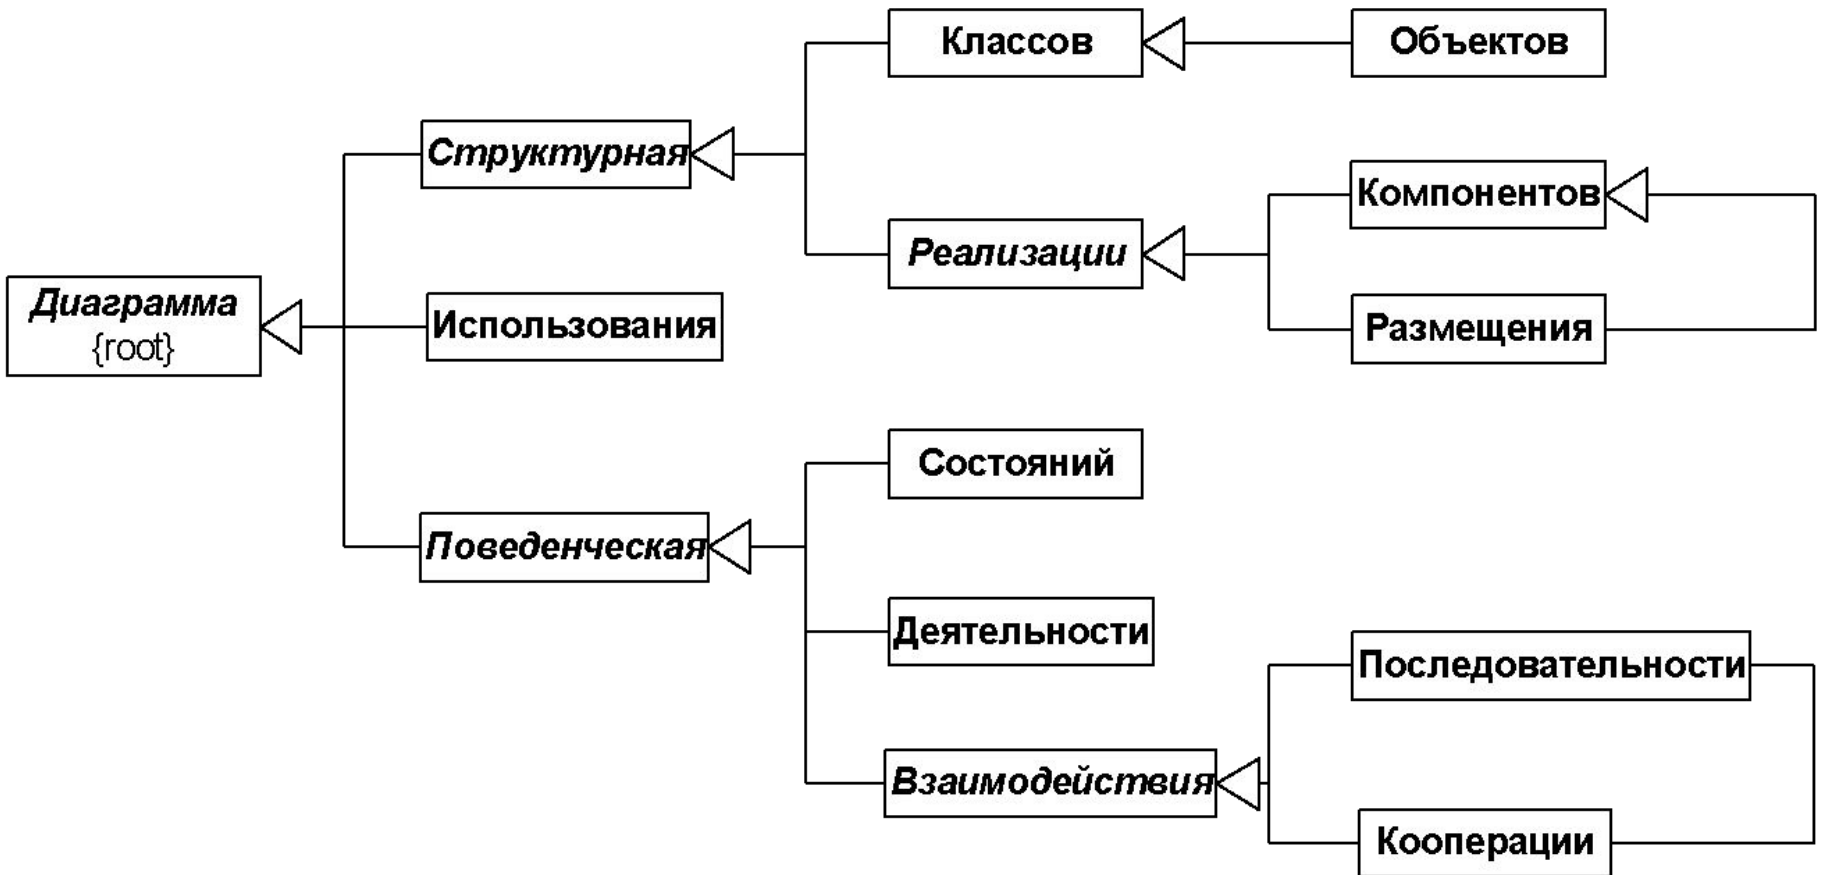 Классов
Объектов
Структурная
Компонентов
Реализации
Диаграмма
{root}
Использования
Размещения
Состояний
Поведенческая
Деятельности
Последовательности
Взаимодействия
Кооперации